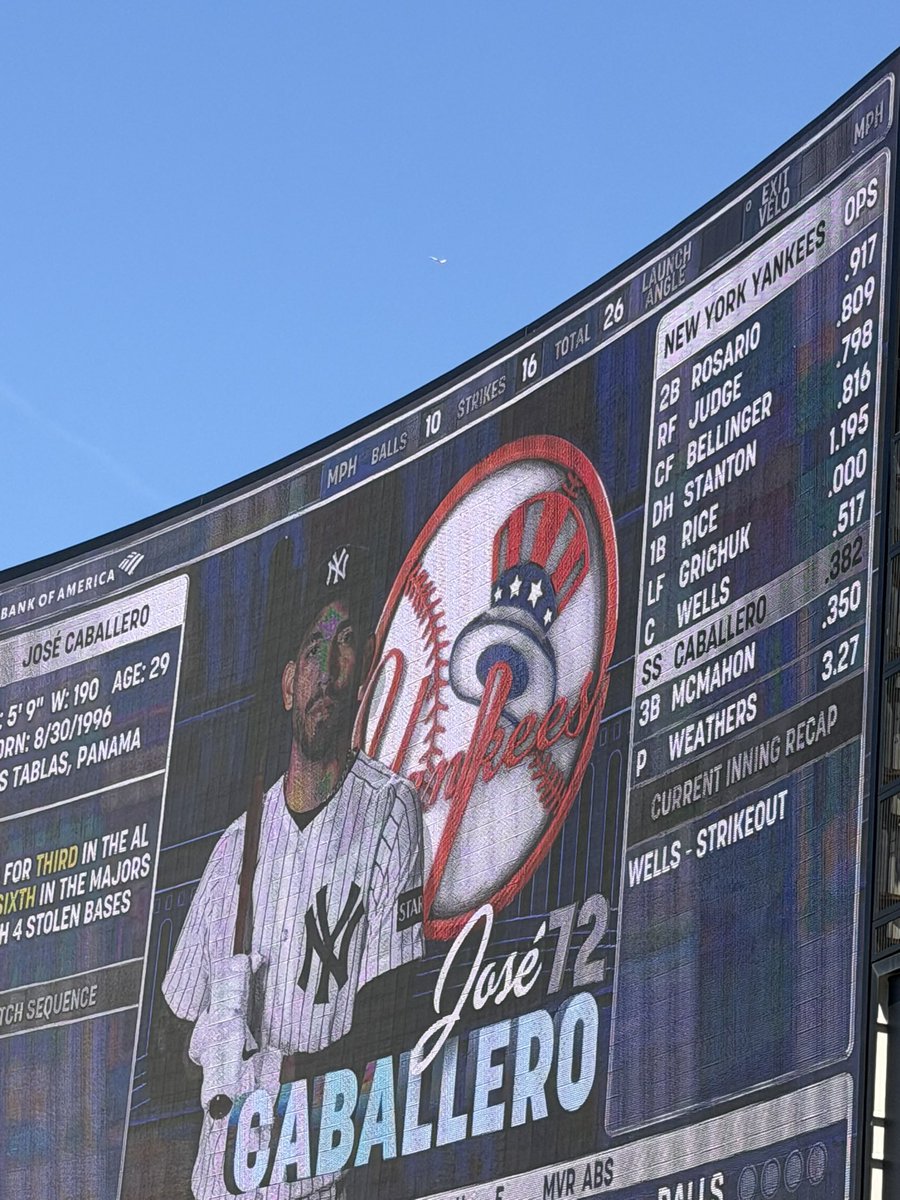 MPH
MPH BALLS 10 STRIKES 16 TOTAL 26 LAUNCH ANGLE ° EXIT VELO
BANK OF AMERICA
JOSÉ CABALLERO
: 5' 9" W: 190 AGE: 29
ORN: 8/30/1996
S TABLAS, PANAMA
FOR THIRD IN THE AL
SIXTH IN THE MAJORS
H 4 STOLEN BASES
TCH SEQUENCE
NY
Yankees
NY
STAR
José 72
CABALLERO
NEW YORK YANKEES OPS
2B ROSARIO .917
RF JUDGE .809
CF BELLINGER .798
DH STANTON .816
1B RICE 1.195
LF GRICHUK .000
C WELLS .517
SS CABALLERO .382
3B MCMAHON .350
P WEATHERS 3.27
CURRENT INNING RECAP
WELLS - STRIKEOUT
E MVR ABS
BALLS